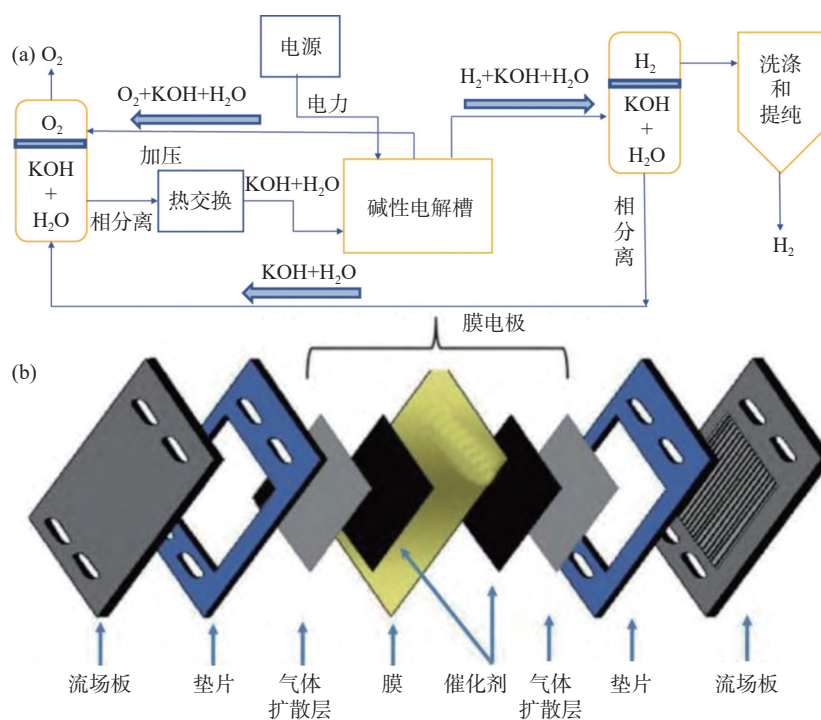 (a)
O₂
电源
O₂+KOH+H₂O
电力
H₂+KOH+H₂O
H₂
KOH
+
H₂O
洗涤
和
提纯
O₂
KOH
+
H₂O
加压
相分离
热交换
KOH+H₂O
碱性电解槽
相
分
离
H₂
KOH+H₂O
膜电极
(b)
流场板
垫片
气体
扩散层
膜
催化剂
气体
扩散层
垫片
流场板